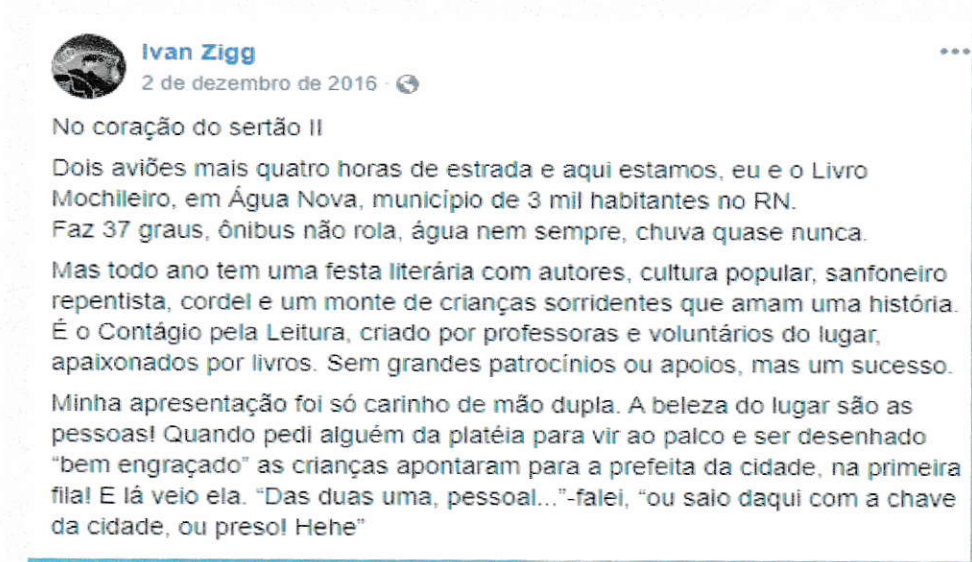 Ivan Zigg
2 de dezembro de 2016
No coração do sertão II
Dois aviões mais quatro horas de estrada e aqui estamos, eu e o Livro
Mochileiro, em Água Nova, município de 3 mil habitantes no RN.
Faz 37 graus, ônibus não rola, água nem sempre, chuva quase nunca.
Mas todo ano tem uma festa literária com autores, cultura popular, sanfoneiro
repentista, cordel e um monte de crianças sorridentes que amam uma história.
É o Contágio pela Leitura, criado por professoras e voluntários do lugar,
apaixonados por livros. Sem grandes patrocínios ou apoios, mas um sucesso.
Minha apresentação foi só carinho de mão dupla. A beleza do lugar são as
pessoas! Quando pedi alguém da platéia para vir ao palco e ser desenhado
“bem engraçado” as crianças apontaram para a prefeita da cidade, na primeira
fila! E lá veio ela. “Das duas uma, pessoal...”-falei, “ou saio daqui com a chave
da cidade, ou preso! Hehe”